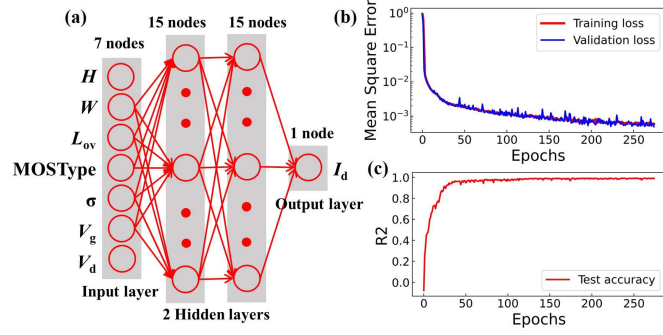 (a)
15 nodes
15 nodes
7 nodes
H
W
Lov
MOSType
σ
Vg
Vd
Input layer
2 Hidden layers
1 node
Id
Output layer
(b)
Mean Square Error
10⁰
10⁻¹
10⁻²
10⁻³
Training loss
Validation loss
0
50
100
150
200
250
Epochs
(c)
R2
1.0
0.8
0.6
0.4
0.2
0.0
Test accuracy
0
50
100
150
200
250
Epochs